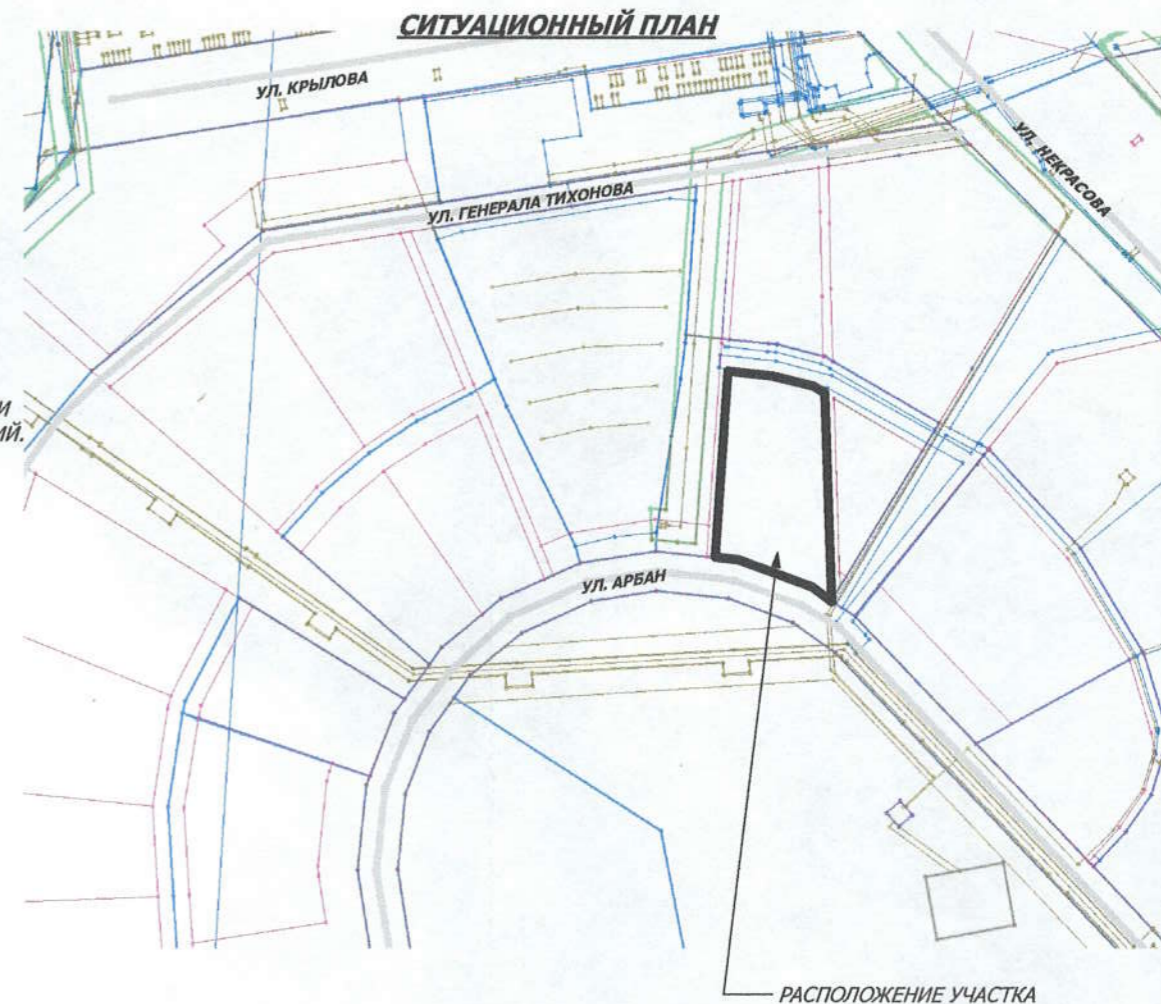 СИТУАЦИОННЫЙ ПЛАН
УЛ. КРЫЛОВА
УЛ. НЕКРАСОВА
УЛ. ГЕНЕРАЛА ТИХОНОВА
УЛ. АРБАН
РАСПОЛОЖЕНИЕ УЧАСТКА